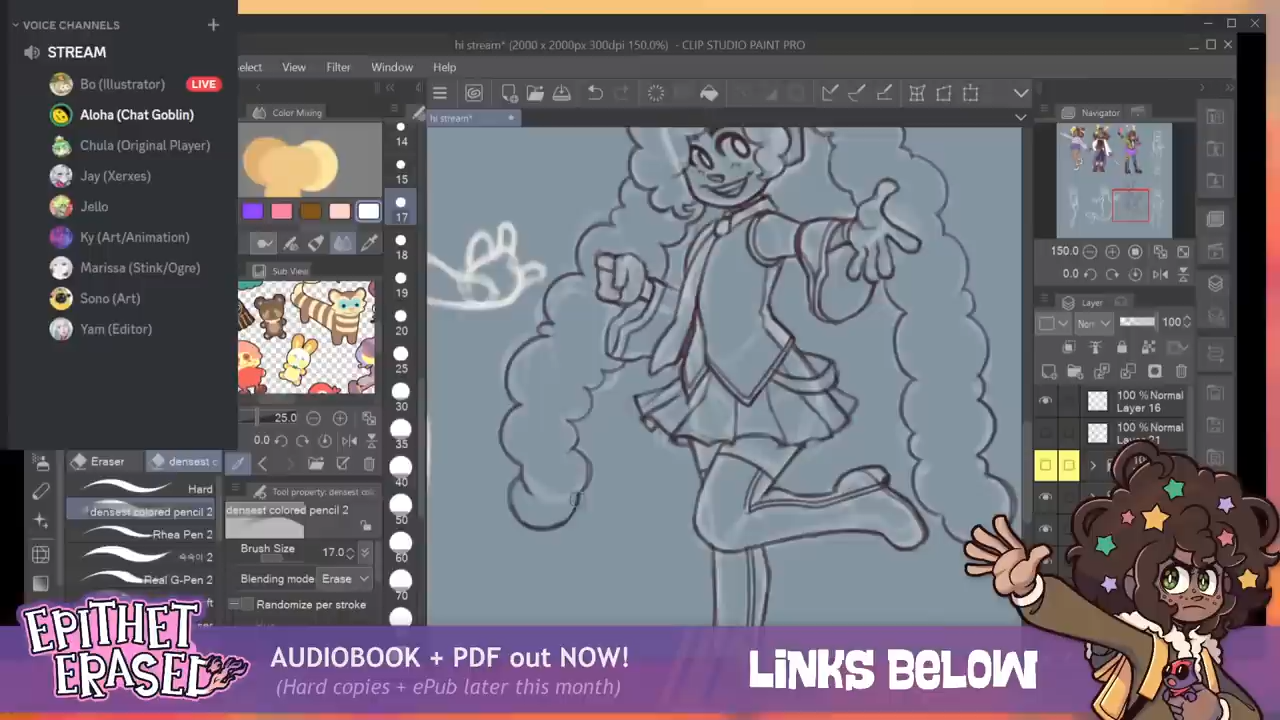 VOICE CHANNELS
STREAM
Bo (Illustrator) LIVE
Aloha (Chat Goblin)
Chula (Original Player)
Jay (Xerxes)
Jello
Ky (Art/Animation)
Marissa (Stink/Ogre)
Sono (Art)
Yam (Editor)
hi stream* (2000 x 2000px 300dpi 150.0%) - CLIP STUDIO PAINT PRO
elect View Filter Window Help
hi stream*
Color Mixing
Sub View
25.0
0.0
14
15
17
18
19
20
25
30
35
40
50
60
70
Navigator
150.0
0.0
Layer
100
100 % Normal
Layer 16
100 % Normal
Eraser densest c
Hard
densest colored pencil 2
Rhea Pen 2
쓱쓱이 2
Real G-Pen 2
Tool property: densest col
densest colored pencil 2
Brush Size 17.0
Blending mode Erase
Randomize per stroke
EPITHET
ERASED
AUDIOBOOK + PDF out NOW!
(Hard copies + ePub later this month)
LINKS BELOW